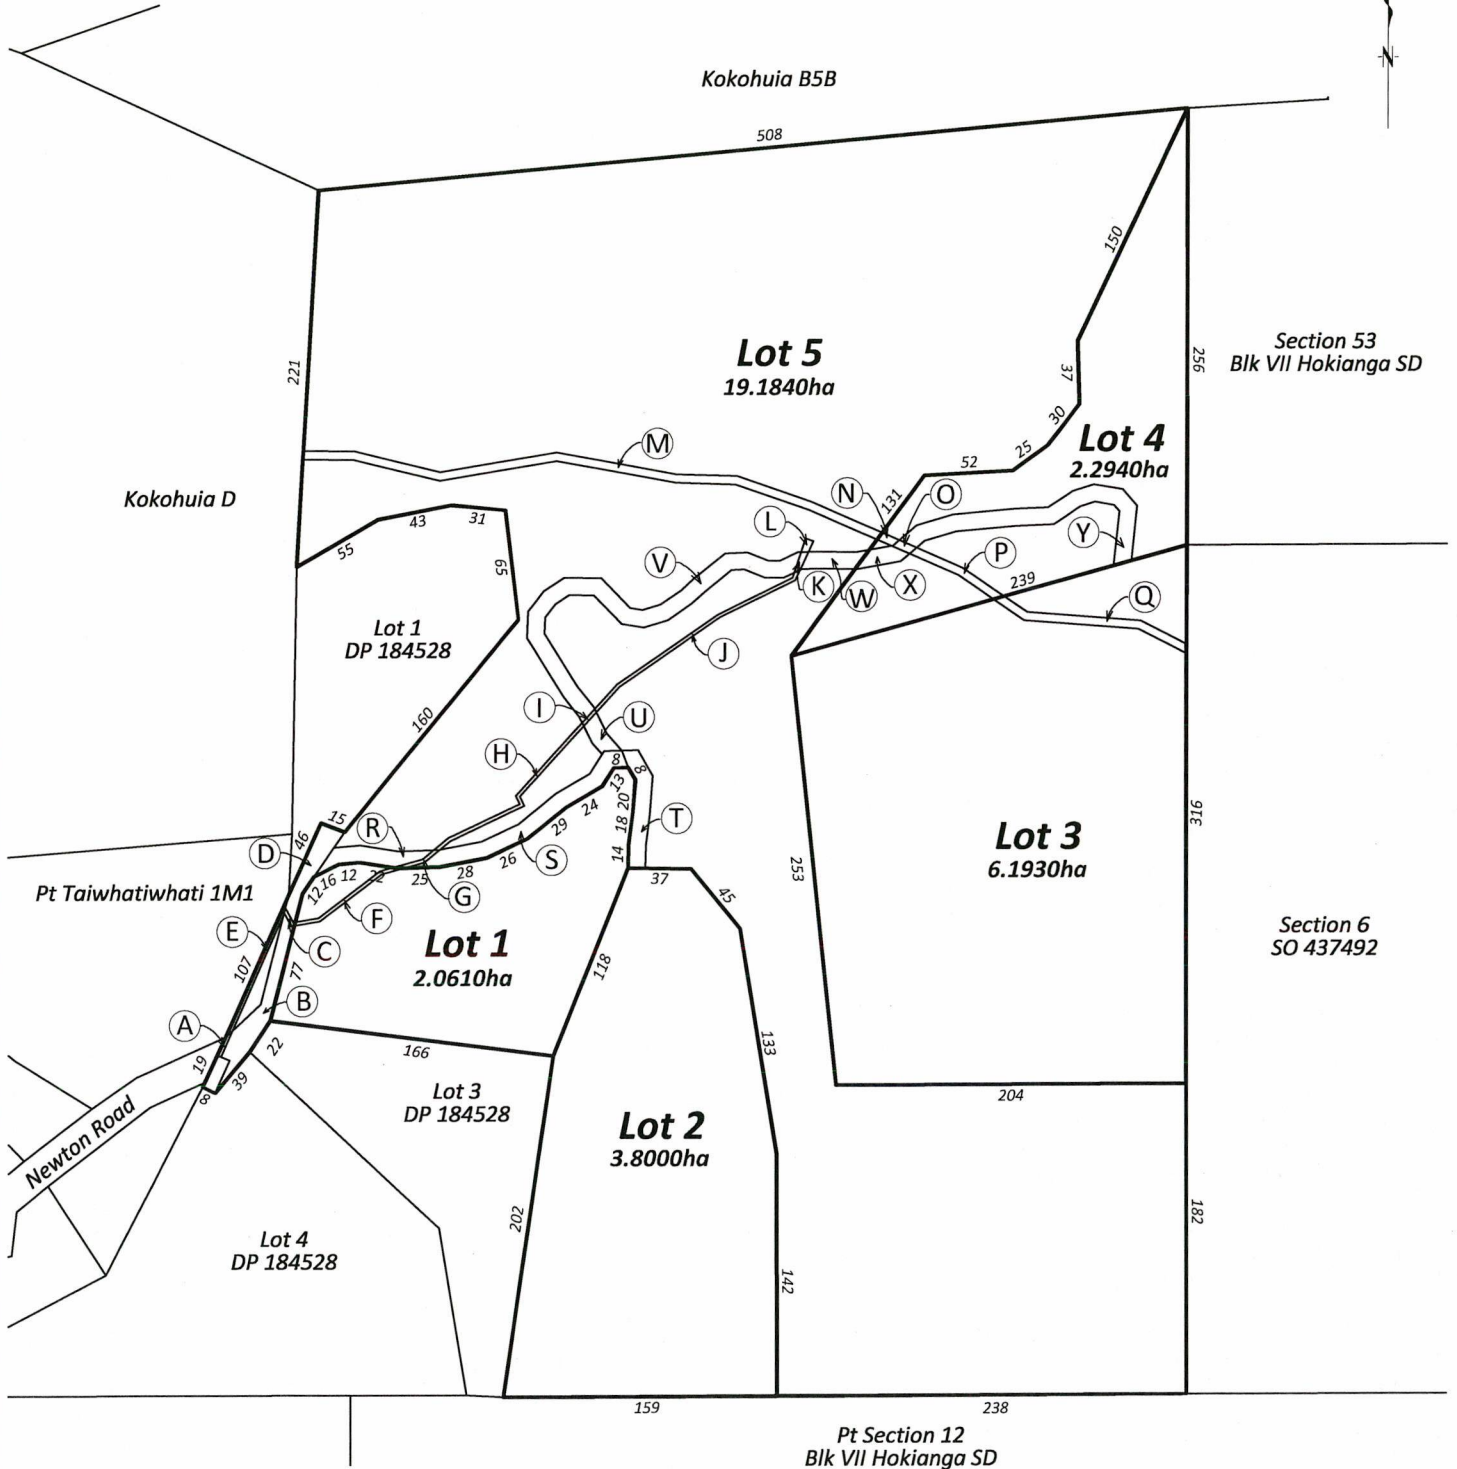 N
Kokohuia B5B
508
150
221
Lot 5
19.1840ha
37
256
Section 53
Blk VII Hokianga SD
30
M
25
Lot 4
2.2940ha
52
Kokohuia D
N
131
O
43
31
L
Y
55
65
V
P
K
W
X
239
Q
Lot 1
DP 184528
J
160
I
U
H
8
8
13
20
24
15
R
18
T
316
46
29
Lot 3
6.1930ha
D
14
S
26
12
16
12
22
25
28
G
37
253
Pt Taiwhatiwhati 1M1
45
F
E
C
Lot 1
2.0610ha
Section 6
SO 437492
107
77
118
B
A
133
22
166
19
39
8
Lot 3
DP 184528
204
Newton Road
Lot 2
3.8000ha
202
182
Lot 4
DP 184528
142
159
238
Pt Section 12
Blk VII Hokianga SD